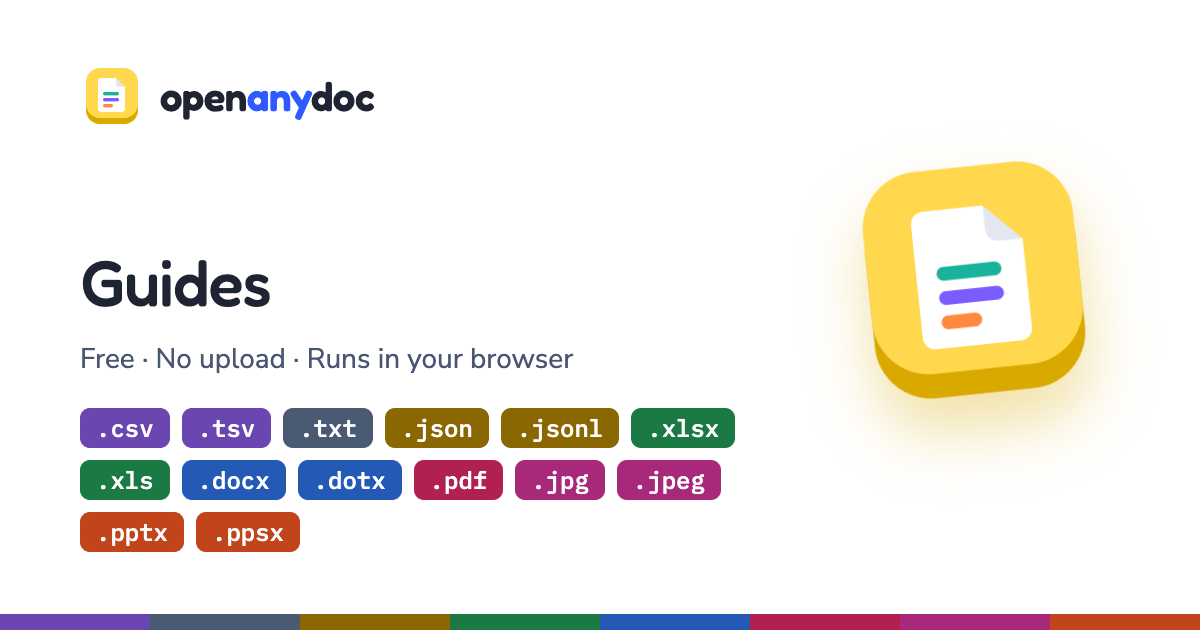 openanydoc
Guides
Free · No upload · Runs in your browser
.csv .tsv .txt .json .jsonl .xlsx
.xls .docx .dotx .pdf .jpg .jpeg
.pptx .ppsx